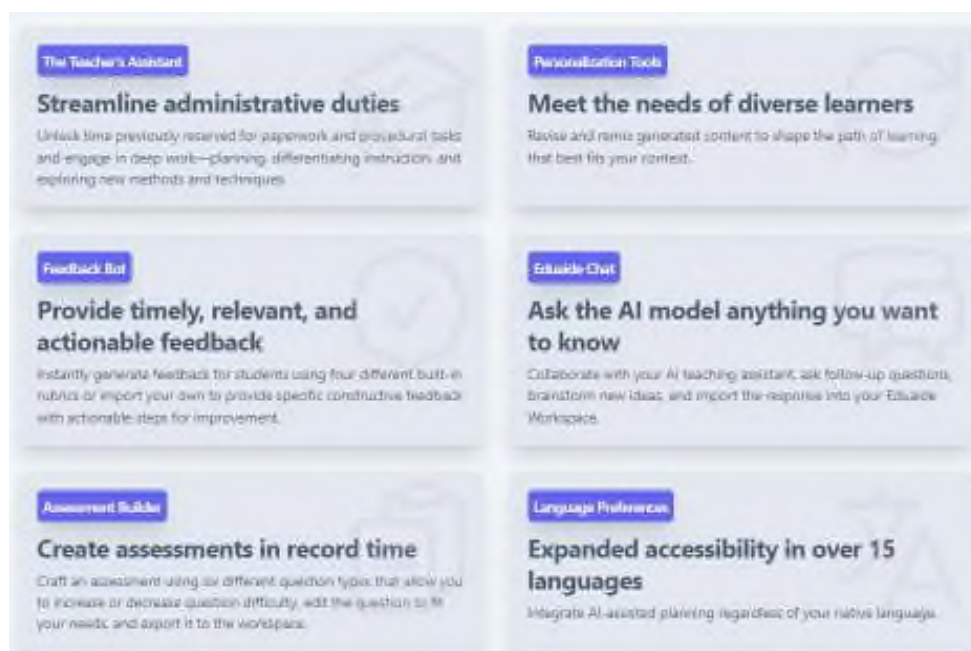 The Teacher's Assistant
Streamline administrative duties
Unlock time previously reserved for paperwork and procedural tasks
and engage in deep work—planning, differentiating instruction, and
exploring new methods and techniques.
Personalization Tools
Meet the needs of diverse learners
Revise and remix generated content to shape the path of learning
that best fits your context.
Feedback Bot
Provide timely, relevant, and
actionable feedback
Instantly generate feedback for students using four different built-in
rubrics or import your own to provide specific constructive feedback
with actionable steps for improvement.
Eduaide Chat
Ask the AI model anything you want
to know
Collaborate with your AI teaching assistant, ask follow-up questions,
brainstorm new ideas, and import the response into your Eduaide
Workspace.
Assessment Builder
Create assessments in record time
Craft an assessment using six different question types that allow you
to increase or decrease question difficulty, edit the question to fit
your needs, and export it to the workspace.
Language Preferences
Expanded accessibility in over 15
languages
Integrate AI-assisted planning regardless of your native language.